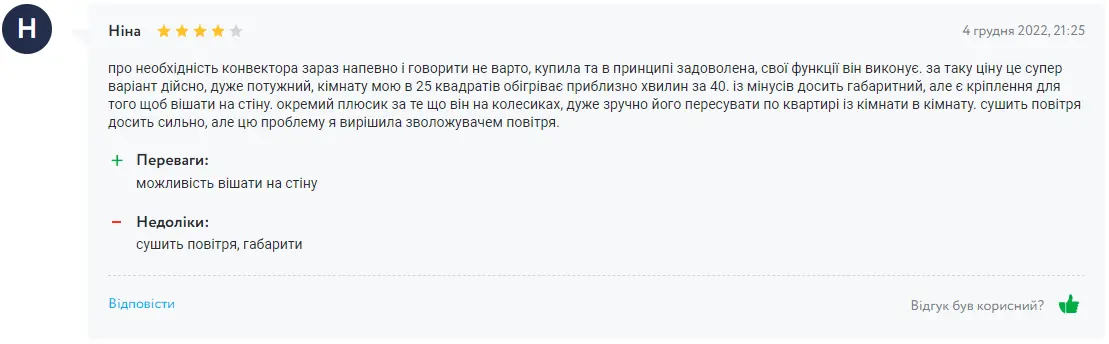 Н
Ніна
4 грудня 2022, 21:25
про необхідність конвектора зараз напевно і говорити не варто, купила та в принципі задоволена, свої функції він виконує. за таку ціну це супер
варіант дійсно, дуже потужний, кімнату мою в 25 квадратів обігріває приблизно хвилин за 40. із мінусів досить габаритний, але є кріплення для
того щоб вішати на стіну. окремий плюсик за те що він на колесиках, дуже зручно його пересувати по квартирі із кімнати в кімнату. сушить повітря
досить сильно, але цю проблему я вирішила зволожувачем повітря.
Переваги:
можливість вішати на стіну
Недоліки:
сушить повітря, габарити
Відповісти
Відгук був корисний?